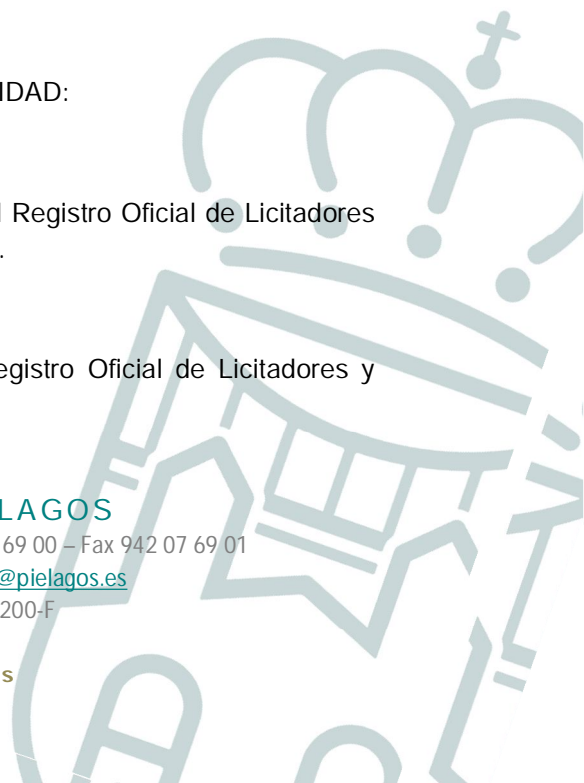 IDAD:
l Registro Oficial de Licitadores
.
egistro Oficial de Licitadores y
LAGOS
69 00 – Fax 942 07 69 01
@pielagos.es
200-F
s